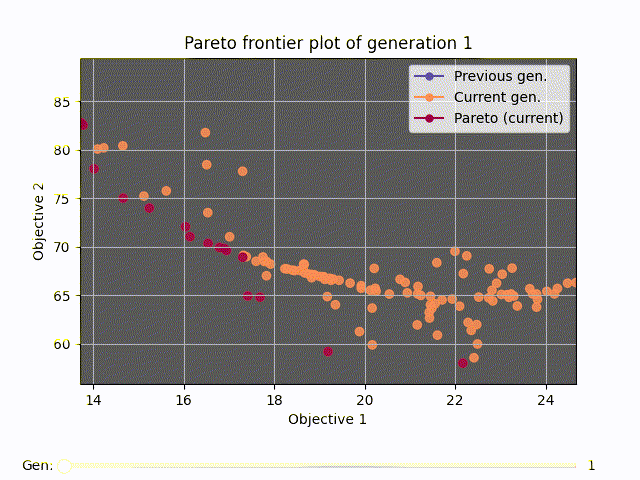 Pareto frontier plot of generation 1
Previous gen.
Current gen.
Pareto (current)
85
80
75
70
65
60
Objective 2
14 16 18 20 22 24
Objective 1
Gen: 1